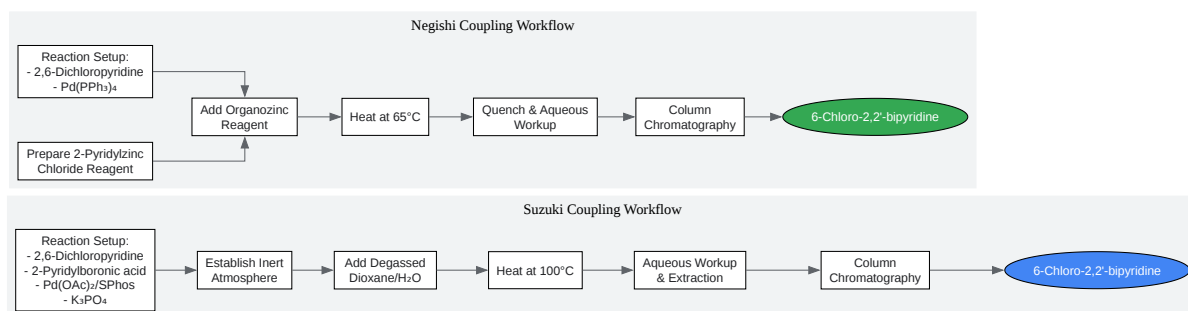 Negishi Coupling Workflow
Reaction Setup:
- 2,6-Dichloropyridine
- Pd(PPh₃)₄
Prepare 2-Pyridylzinc
Chloride Reagent
Add Organozinc
Reagent
Heat at 65°C
Quench & Aqueous
Workup
Column
Chromatography
6-Chloro-2,2'-bipyridine
Suzuki Coupling Workflow
Reaction Setup:
- 2,6-Dichloropyridine
- 2-Pyridylboronic acid
- Pd(OAc)₂/SPhos
- K₃PO₄
Establish Inert
Atmosphere
Add Degassed
Dioxane/H₂O
Heat at 100°C
Aqueous Workup
& Extraction
Column
Chromatography
6-Chloro-2,2'-bipyridine